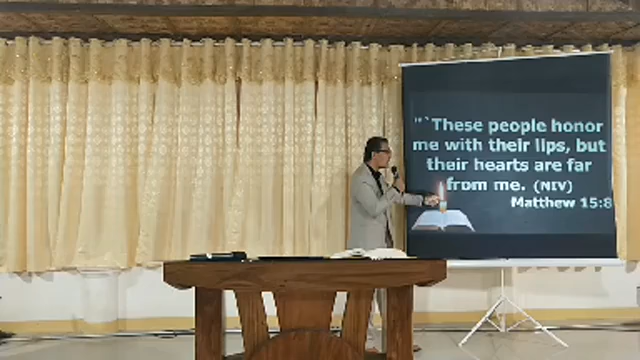 "`These people honor
me with their lips, but
their hearts are far
from me. (NIV)
Matthew 15:8